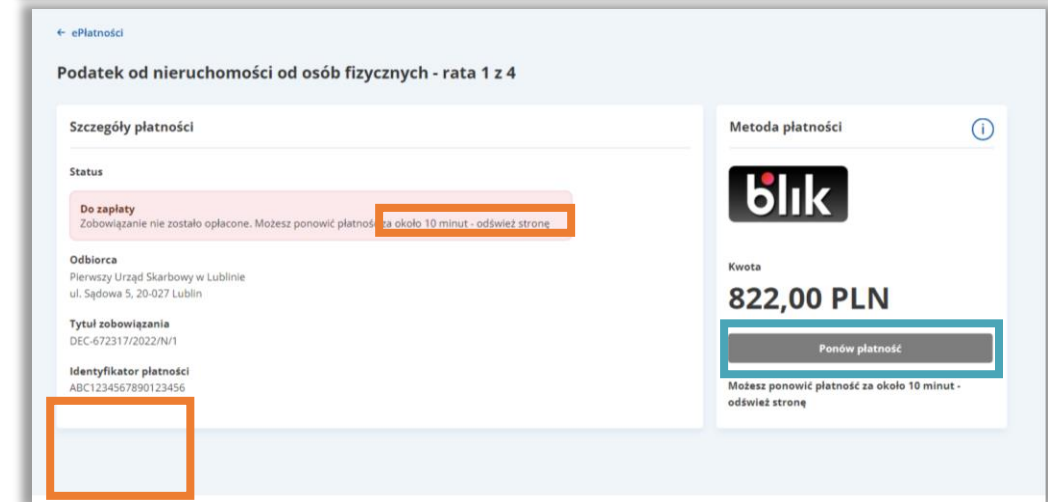 ← ePłatności
Podatek od nieruchomości od osób fizycznych - rata 1 z 4
Szczegóły płatności
Status
Do zapłaty
Zobowiązanie nie zostało opłacone. Możesz ponowić płatność za około 10 minut - odśwież stronę
Odbiorca
Pierwszy Urząd Skarbowy w Lublinie
ul. Sądowa 5, 20-027 Lublin
Tytuł zobowiązania
DEC-672317/2022/N/1
Identyfikator płatności
ABC1234567890123456
Metoda płatności
i
blik
Kwota
822,00 PLN
Ponów płatność
Możesz ponowić płatność za około 10 minut -
odśwież stronę